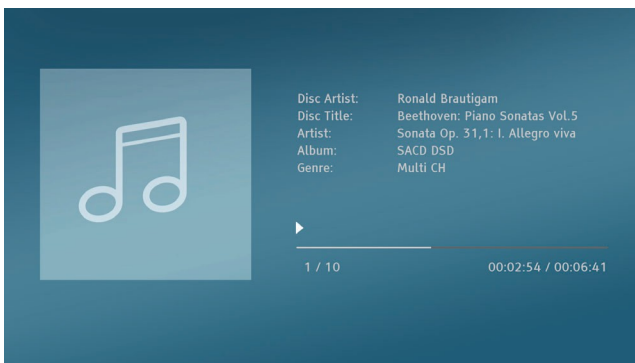 Disc Artist: Ronald Brautigam
Disc Title: Beethoven: Piano Sonatas Vol.5
Artist: Sonata Op. 31,1: I. Allegro viva
Album: SACD DSD
Genre: Multi CH
1 / 10 00:02:54 / 00:06:41